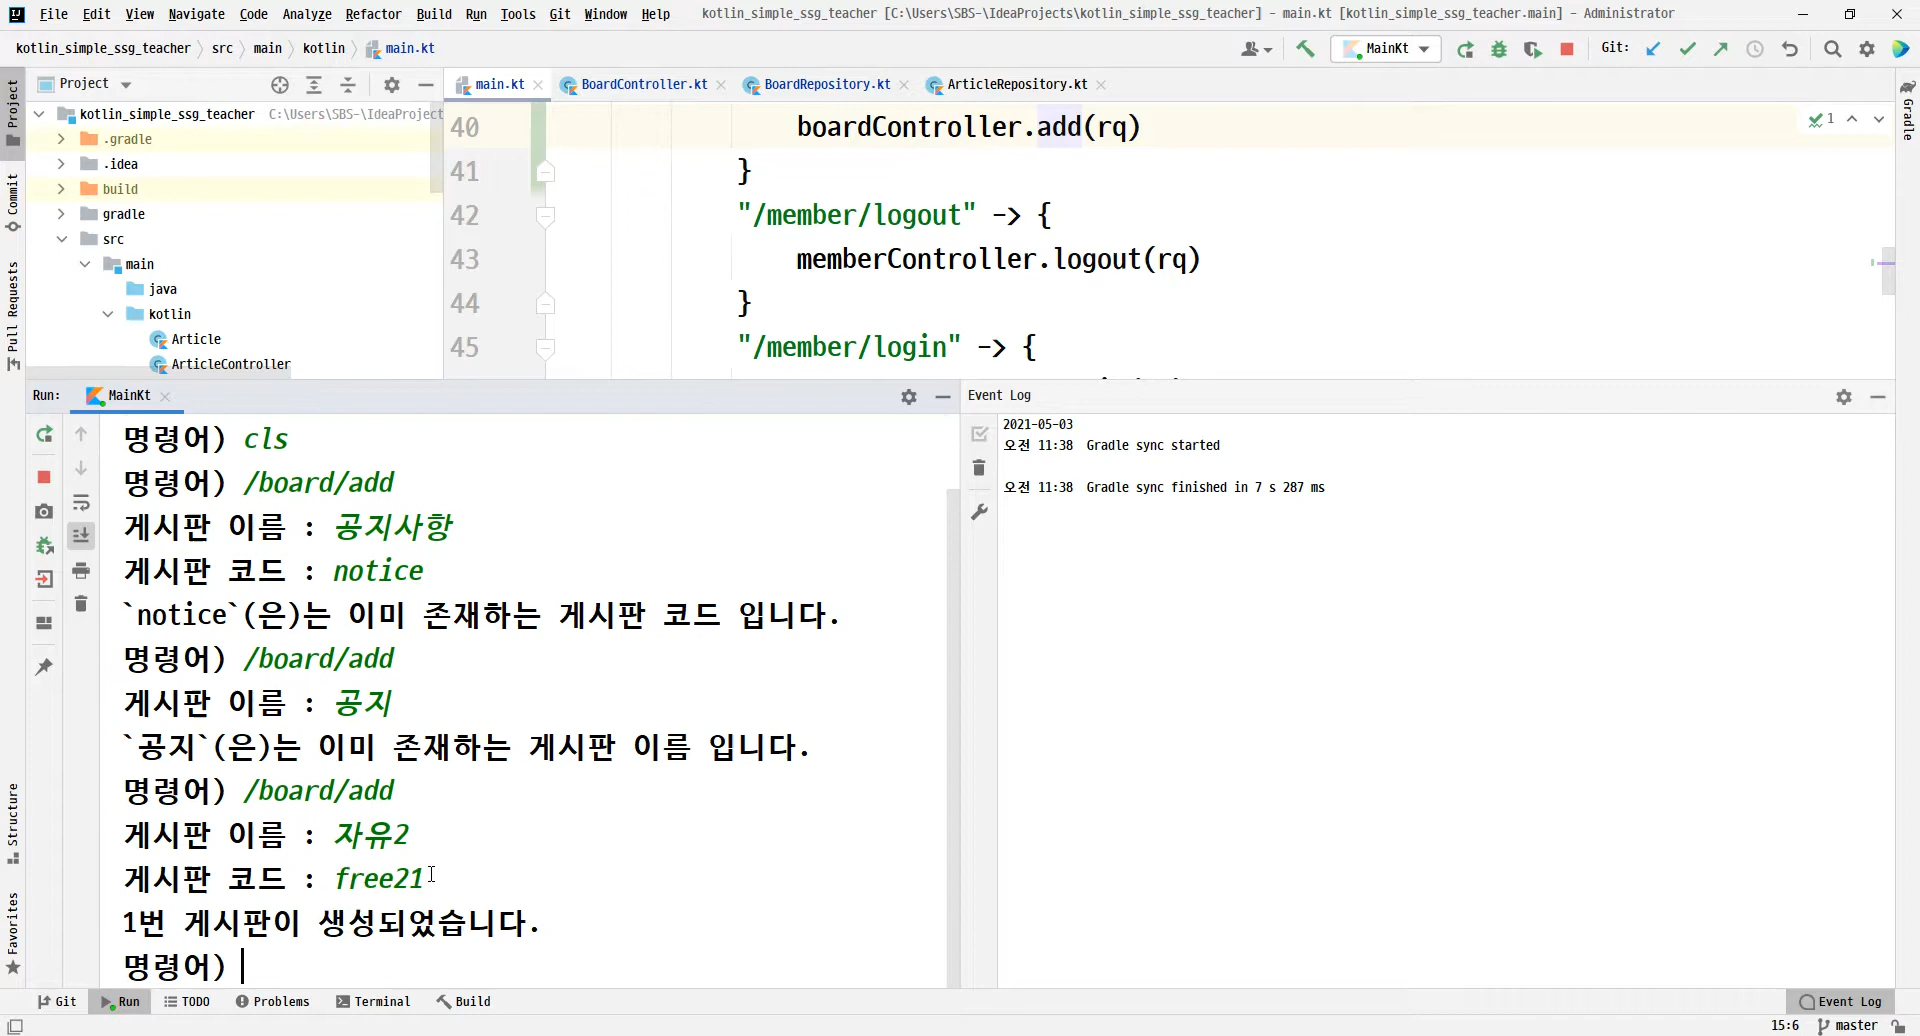 File Edit View Navigate Code Analyze Refactor Build Run Tools Git Window Help kotlin_simple_ssg_teacher [C:\Users\SBS-\IdeaProjects\kotlin_simple_ssg_teacher] - main.kt [kotlin_simple_ssg_teacher.main] - Administrator
kotlin_simple_ssg_teacher src main kotlin main.kt MainKt Git:
Project main.kt BoardController.kt BoardRepository.kt ArticleRepository.kt
kotlin_simple_ssg_teacher C:\Users\SBS-\IdeaProject
.gradle
.idea
build
gradle
src
main
java
kotlin
Article
ArticleController
40 boardController.add(rq)
41 }
42 "/member/logout" -> {
43 memberController.logout(rq)
44 }
45 "/member/login" -> {
1
Project
Commit
Pull Requests
Structure
Favorites
Gradle
Run: MainKt
명령어) cls
명령어) /board/add
게시판 이름 : 공지사항
게시판 코드 : notice
`notice`(은)는 이미 존재하는 게시판 코드 입니다.
명령어) /board/add
게시판 이름 : 공지
`공지`(은)는 이미 존재하는 게시판 이름 입니다.
명령어) /board/add
게시판 이름 : 자유2
게시판 코드 : free21
1번 게시판이 생성되었습니다.
명령어)
Event Log
2021-05-03
오전 11:38 Gradle sync started
오전 11:38 Gradle sync finished in 7 s 287 ms
Git Run TODO Problems Terminal Build Event Log
15:6 master